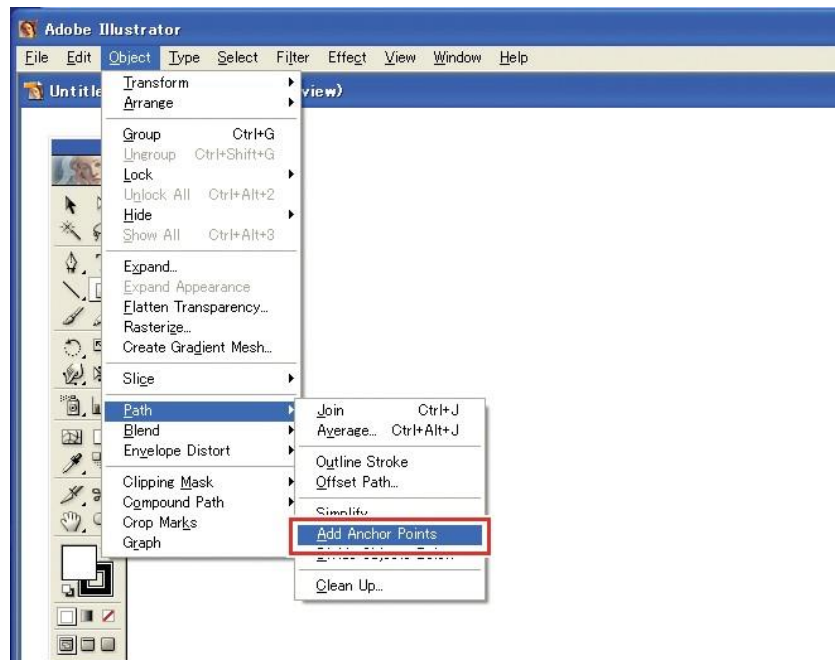 Adobe Illustrator
File Edit Object Type Select Filter Effect View Window Help
Untitle
view)
Transform
Arrange
Group Ctrl+G
Ungroup Ctrl+Shift+G
Lock
Unlock All Ctrl+Alt+2
Hide
Show All Ctrl+Alt+3
Expand...
Expand Appearance
Flatten Transparency...
Rasterize...
Create Gradient Mesh...
Slice
Path
Blend
Envelope Distort
Clipping Mask
Compound Path
Crop Marks
Graph
Join Ctrl+J
Average... Ctrl+Alt+J
Outline Stroke
Offset Path...
Simplify
Add Anchor Points
Clean Up...